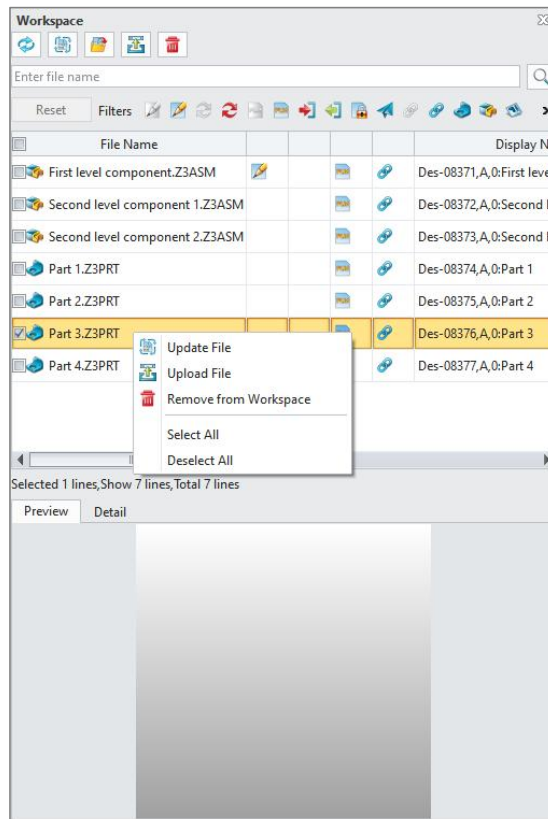 Workspace
Enter file name
Reset Filters
File Name Display N
First level component.Z3ASM Des-08371,A,0:First leve
Second level component 1.Z3ASM Des-08372,A,0:Second l
Second level component 2.Z3ASM Des-08373,A,0:Second l
Part 1.Z3PRT Des-08374,A,0:Part 1
Part 2.Z3PRT Des-08375,A,0:Part 2
Part 3.Z3PRT Des-08376,A,0:Part 3
Update File
Upload File
Part 4.Z3PRT Des-08377,A,0:Part 4
Remove from Workspace
Select All
Deselect All
Selected 1 lines,Show 7 lines,Total 7 lines
Preview Detail